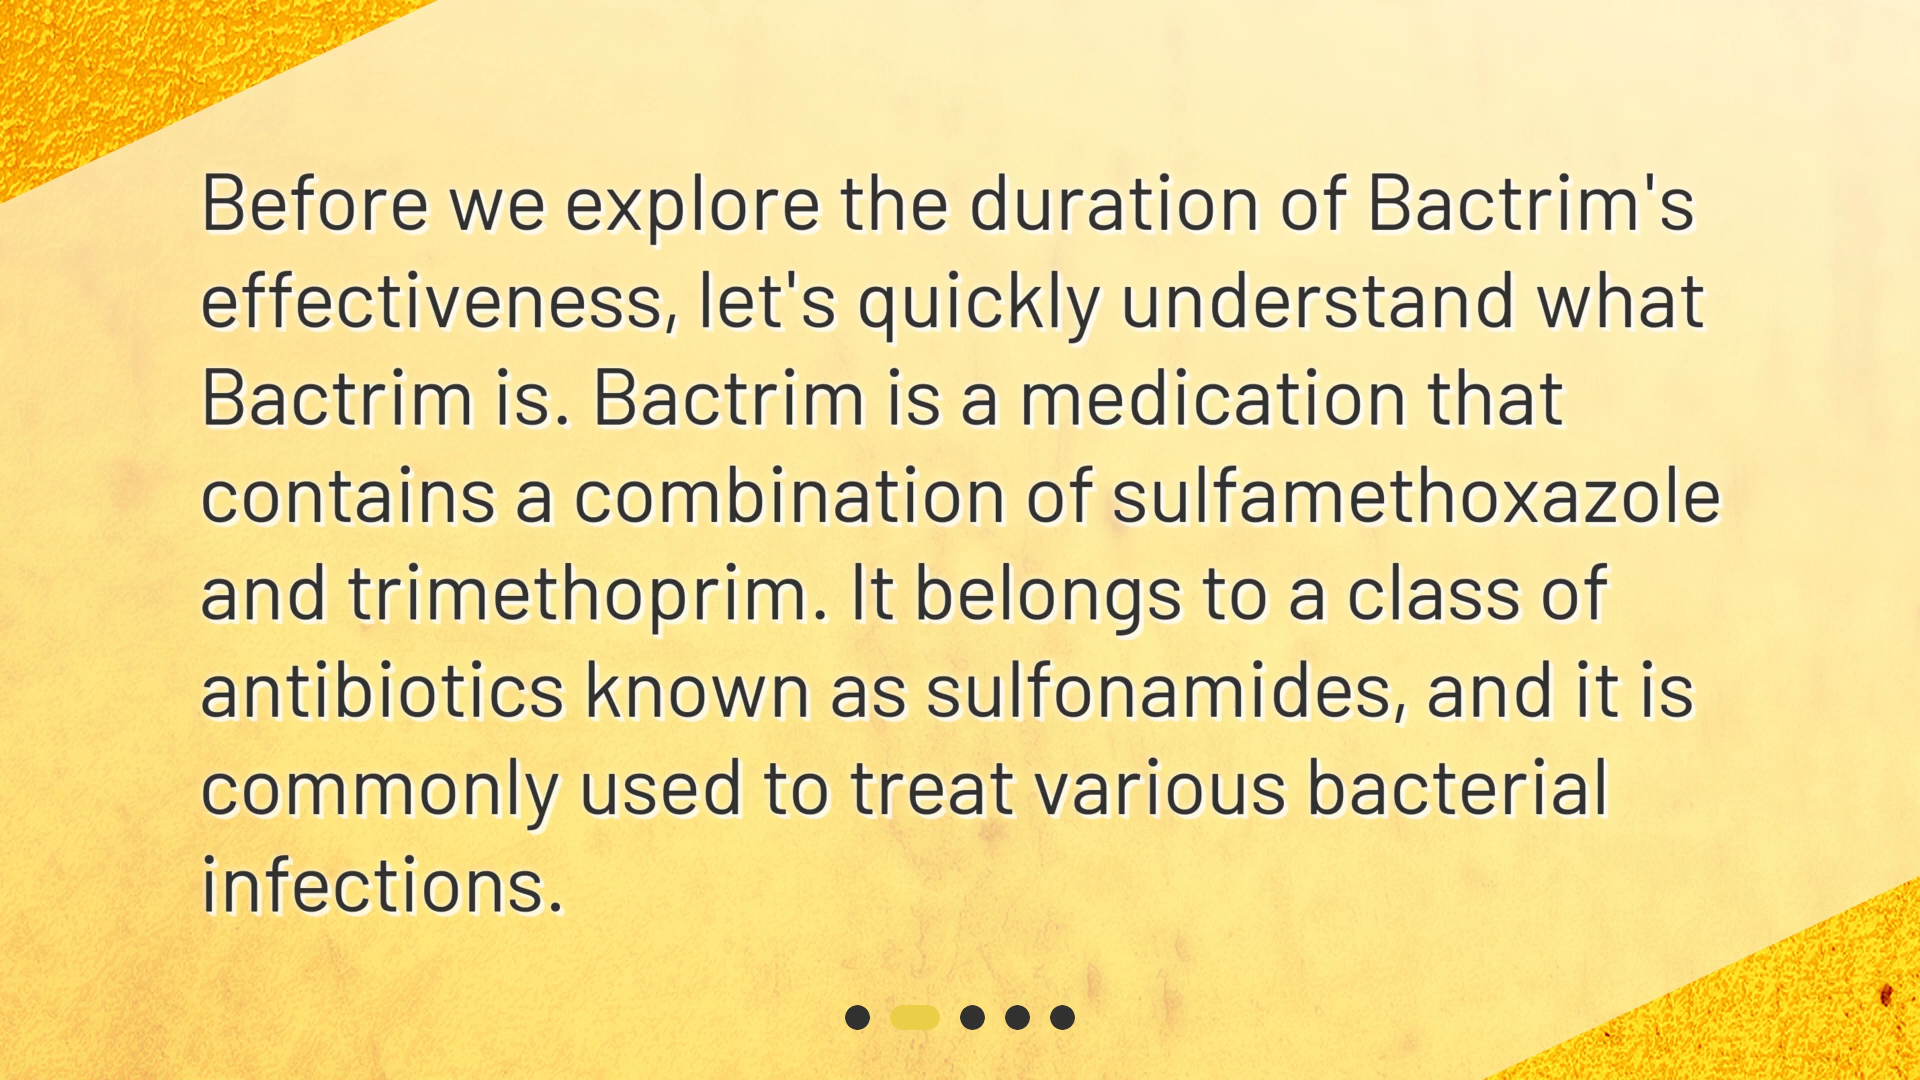 Before we explore the duration of Bactrim's
effectiveness, let's quickly understand what
Bactrim is. Bactrim is a medication that
contains a combination of sulfamethoxazole
and trimethoprim. It belongs to a class of
antibiotics known as sulfonamides, and it is
commonly used to treat various bacterial
infections.